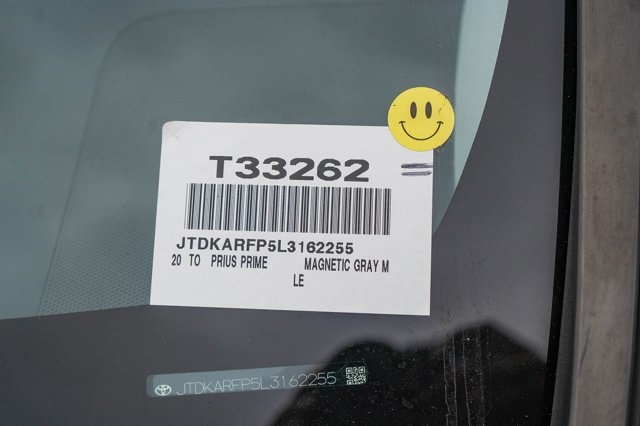 T33262
JTDKARFP5L3162255
20 TO PRIUS PRIME MAGNETIC GRAY M
LE
JTDKARFP5L3162255